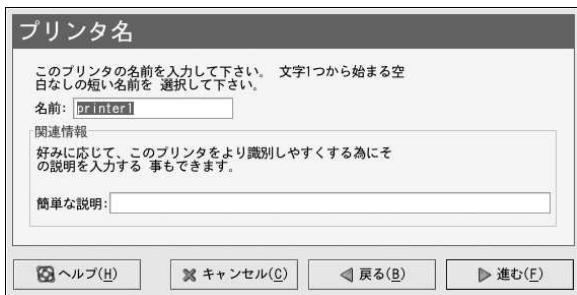 プリンタ名
このプリンタの名前を入力して下さい。 文字1つから始まる空
白なしの短い名前を 選択して下さい。
名前: printer1
関連情報
好みに応じて、このプリンタをより識別しやすくする為にそ
の説明を入力する 事もできます。
簡単な説明:
ヘルプ(H) キャンセル(C) 戻る(B) 進む(F)